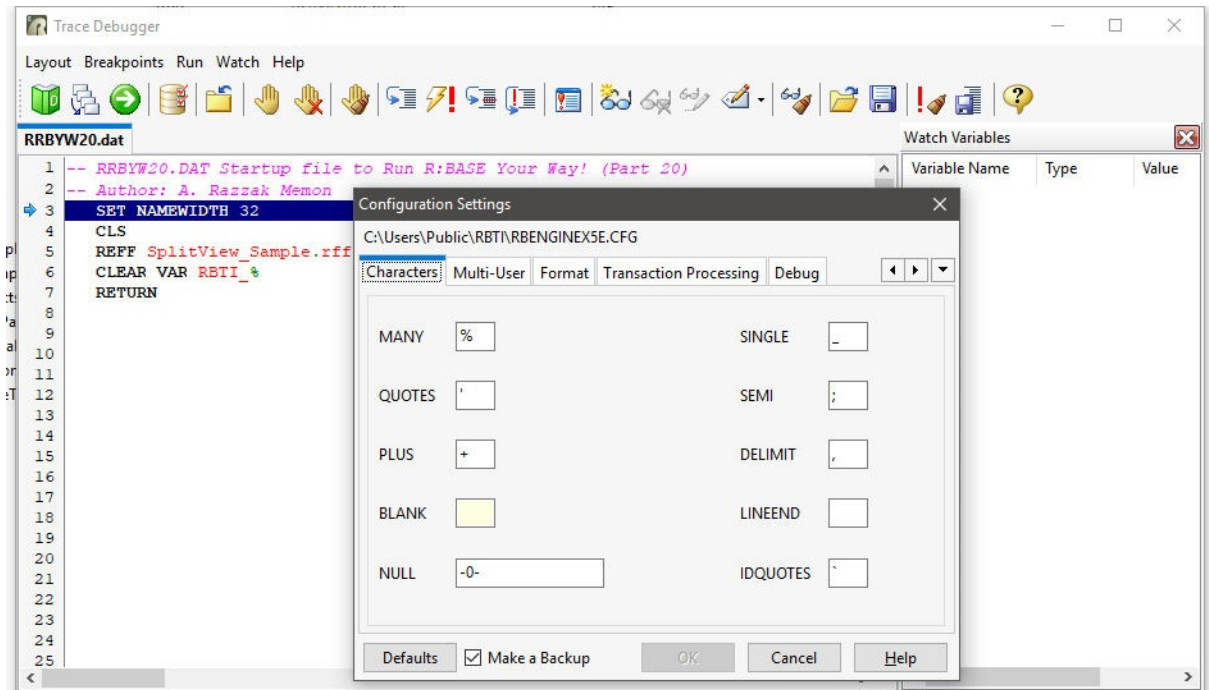 Trace Debugger
Layout Breakpoints Run Watch Help
RRBYW20.dat
Watch Variables
Variable Name Type Value
1 -- RRBYW20.DAT Startup file to Run R:BASE Your Way! (Part 20)
2 -- Author: A. Razzak Memon
3 SET NAMEWIDTH 32
4 CLS
5 REFF SplitView_Sample.rff
6 CLEAR VAR RBTI_%
7 RETURN
8
9
10
11
12
13
14
15
16
17
18
19
20
21
22
23
24
25
Configuration Settings
C:\Users\Public\RBTI\RBENGINEX5E.CFG
Characters Multi-User Format Transaction Processing Debug
MANY % SINGLE _
QUOTES ' SEMI ;
PLUS + DELIMIT ,
BLANK LINEEND
NULL -0- IDQUOTES `
Defaults Make a Backup OK Cancel Help